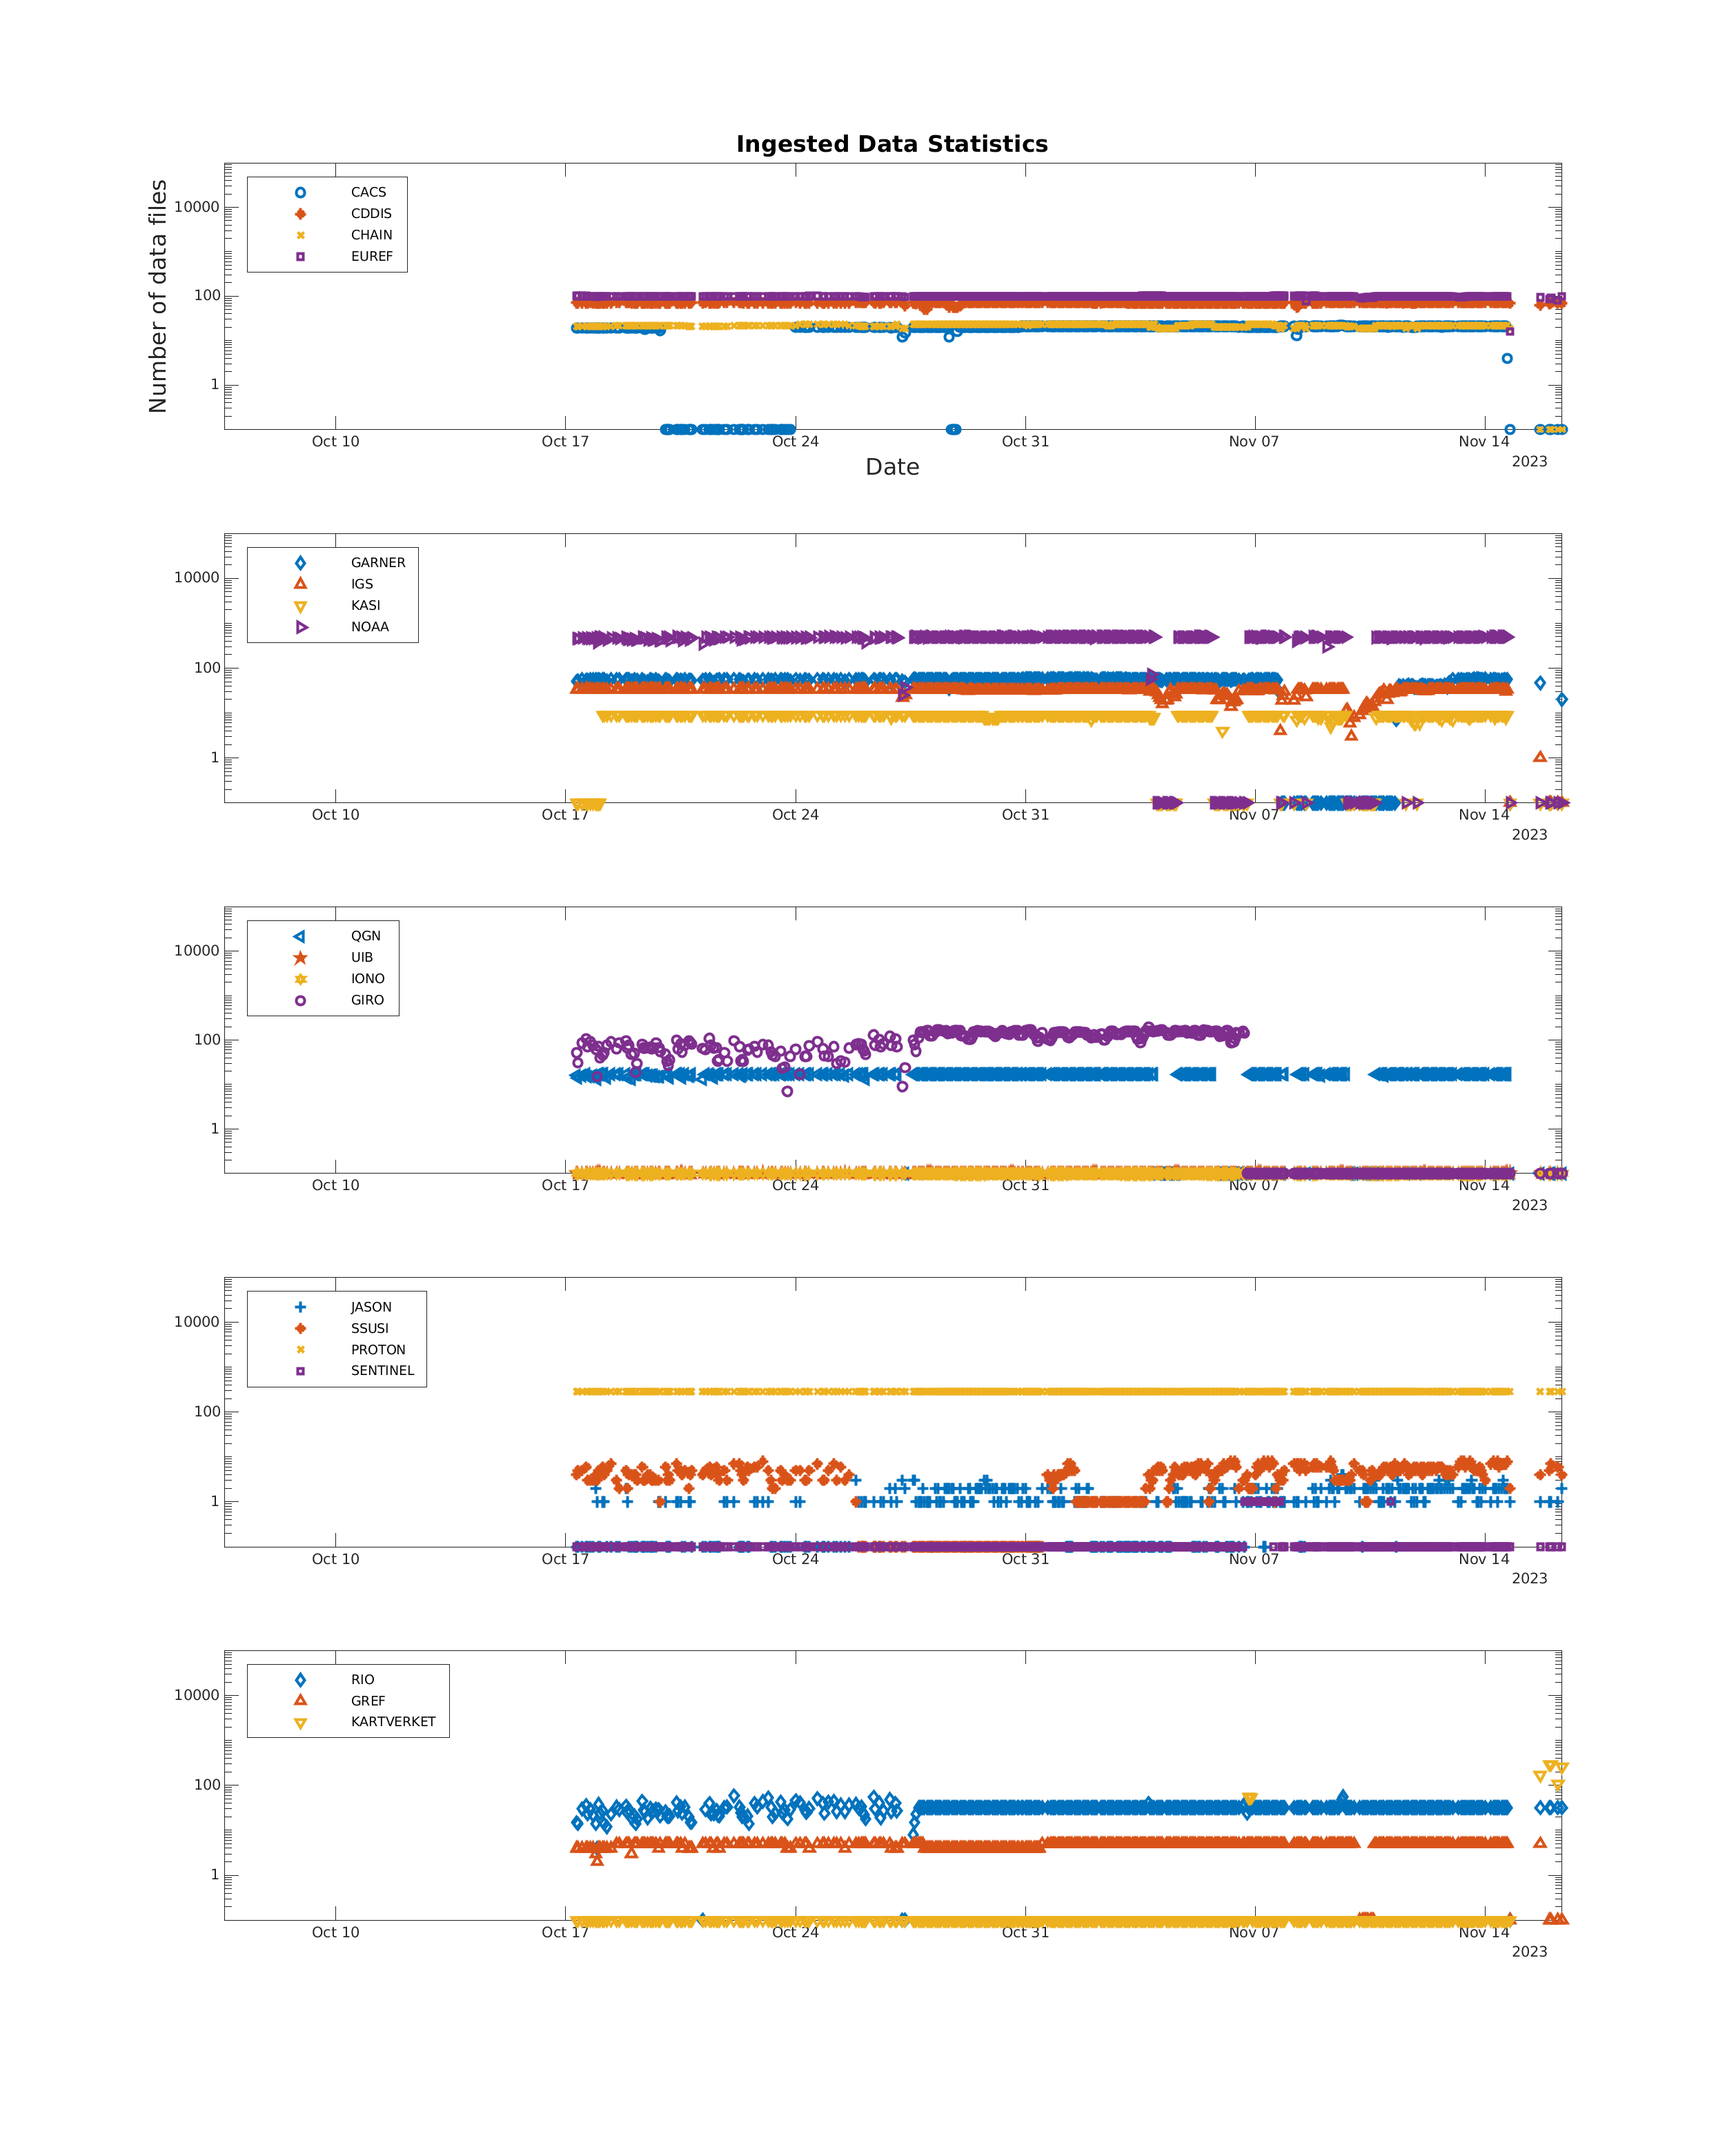 Ingested Data Statistics
Number of data files
10000
100
1
CACS
CDDIS
CHAIN
EUREF
Oct 10 Oct 17 Oct 24 Oct 31 Nov 07 Nov 14
2023
Date
10000
100
1
GARNER
IGS
KASI
NOAA
Oct 10 Oct 17 Oct 24 Oct 31 Nov 07 Nov 14
2023
10000
100
1
QGN
UIB
IONO
GIRO
Oct 10 Oct 17 Oct 24 Oct 31 Nov 07 Nov 14
2023
10000
100
1
JASON
SSUSI
PROTON
SENTINEL
Oct 10 Oct 17 Oct 24 Oct 31 Nov 07 Nov 14
2023
10000
100
1
RIO
GREF
KARTVERKET
Oct 10 Oct 17 Oct 24 Oct 31 Nov 07 Nov 14
2023